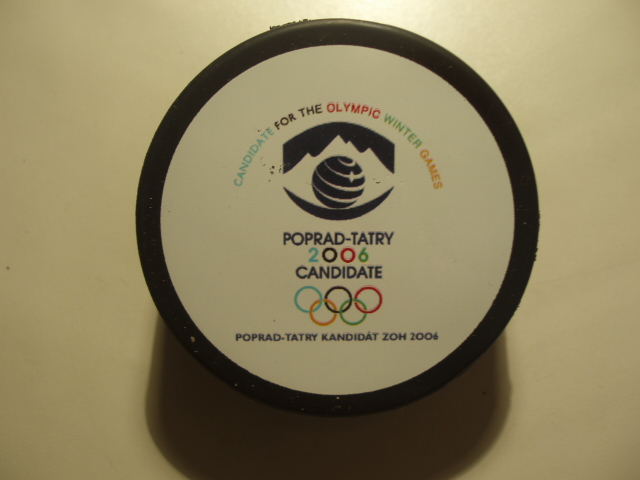 CANDIDATE FOR THE OLYMPIC WINTER GAMES
POPRAD-TATRY
2006
CANDIDATE
POPRAD-TATRY KANDIDÁT ZOH 2006